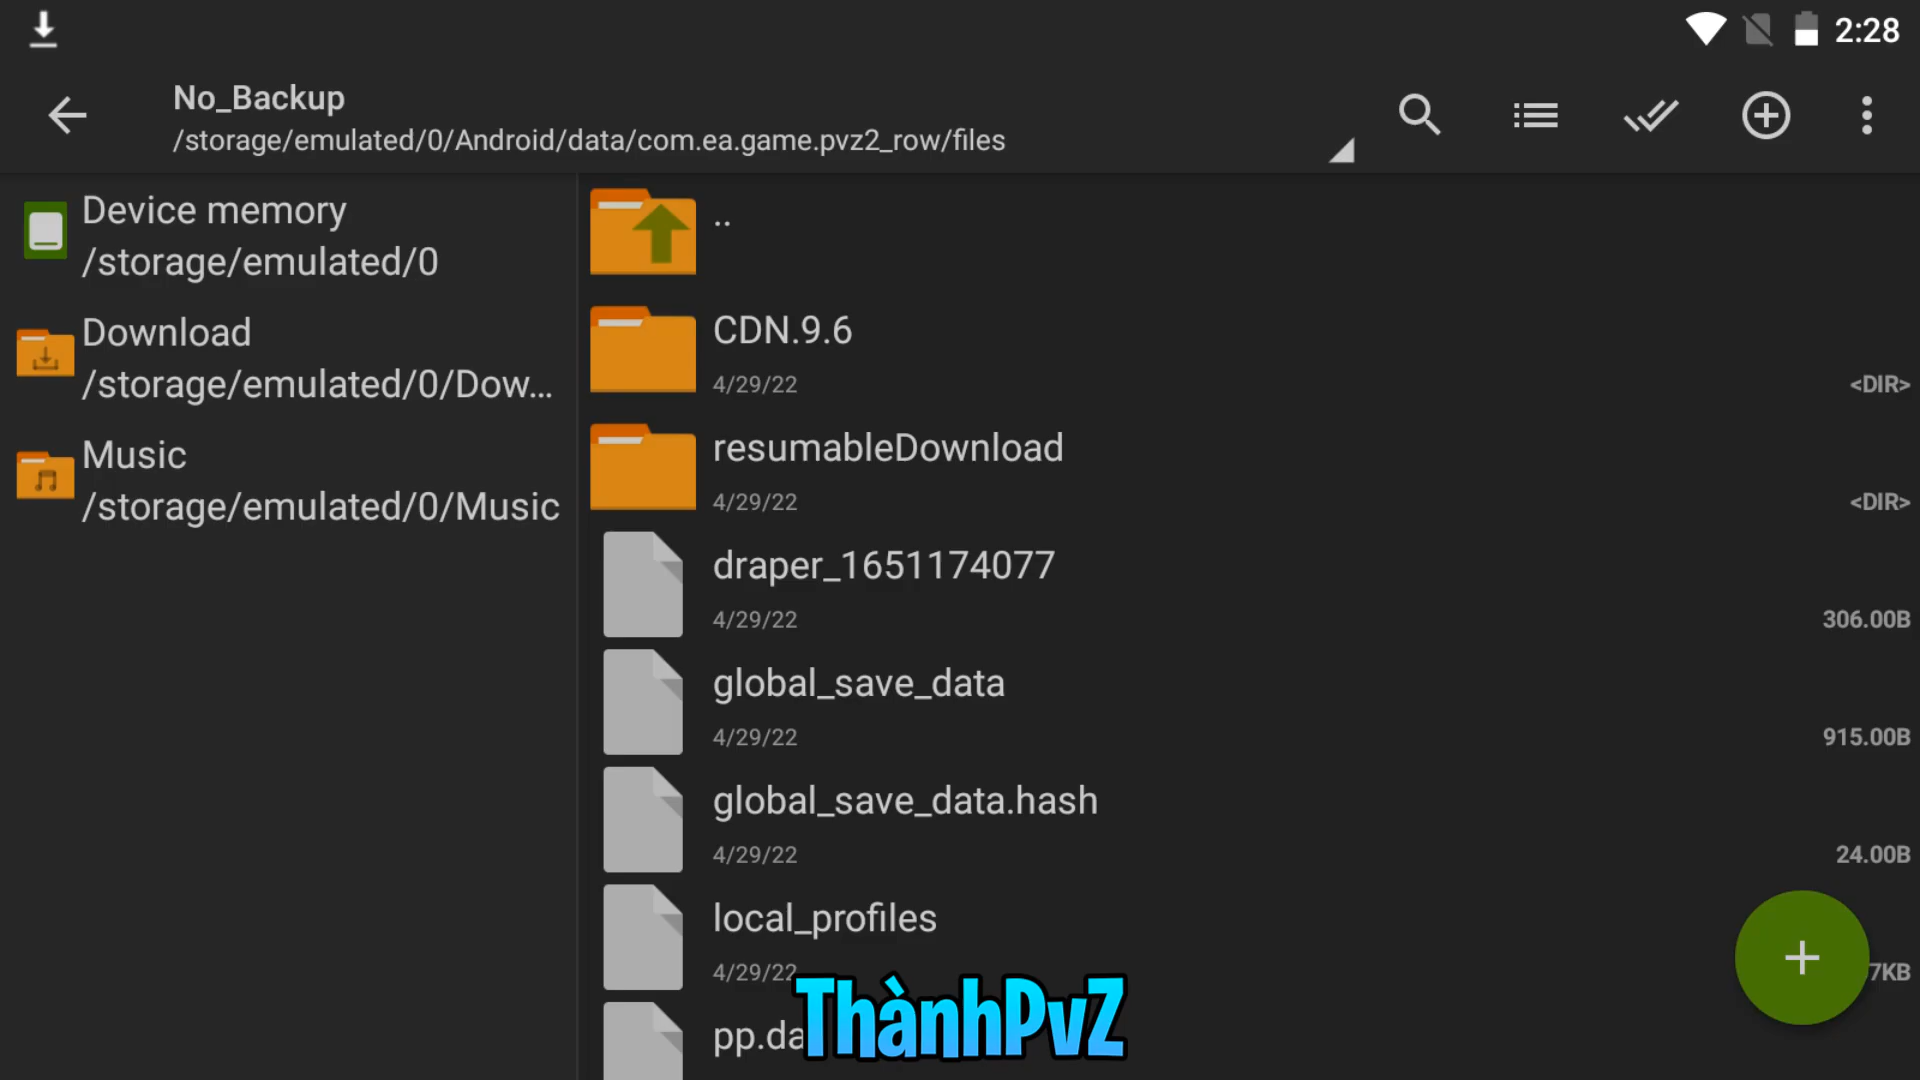 2:28
No_Backup
/storage/emulated/0/Android/data/com.ea.game.pvz2_row/files
Device memory
/storage/emulated/0
Download
/storage/emulated/0/Dow...
Music
/storage/emulated/0/Music
..
CDN.9.6
4/29/22
<DIR>
resumableDownload
4/29/22
<DIR>
draper_1651174077
4/29/22
306.00B
global_save_data
4/29/22
915.00B
global_save_data.hash
4/29/22
24.00B
local_profiles
4/29/22
7KB
pp.da
ThànhPvZ